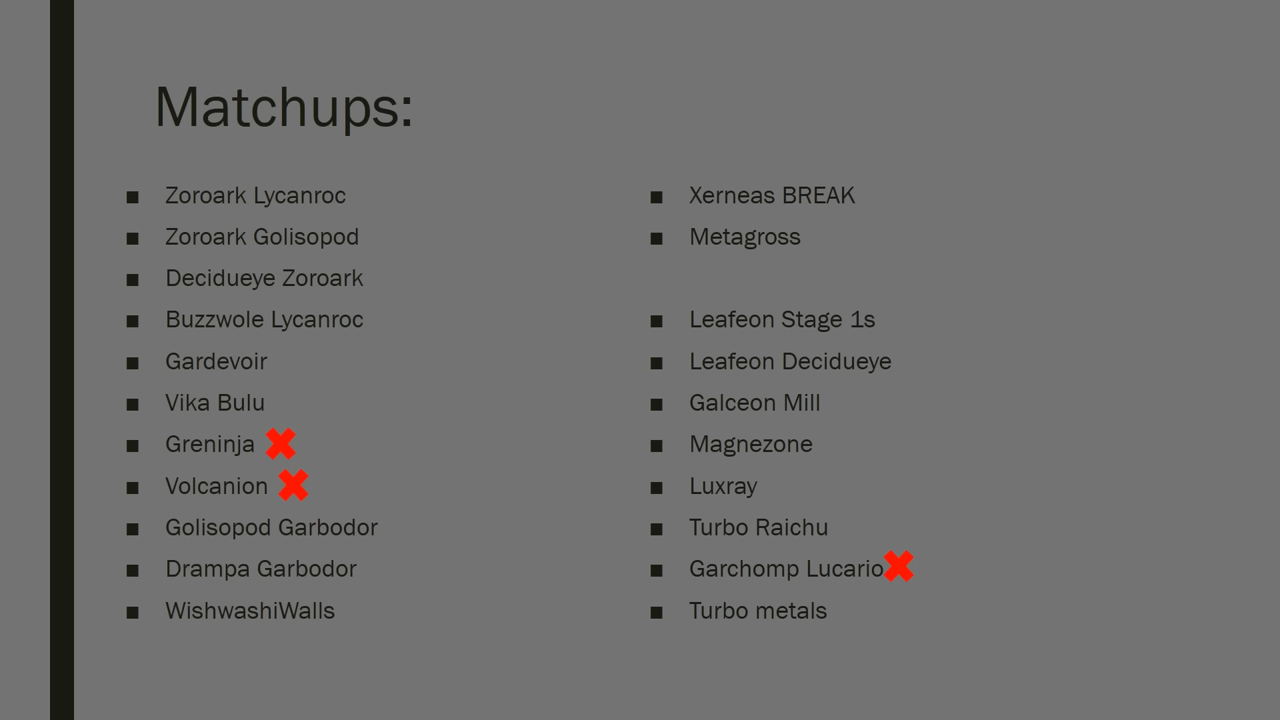 Matchups:
Zoroark Lycanroc
Zoroark Golisopod
Decidueye Zoroark
Buzzwole Lycanroc
Gardevoir
Vika Bulu
Greninja
Volcanion
Golisopod Garbodor
Drampa Garbodor
WishwashiWalls
Xerneas BREAK
Metagross
Leafeon Stage 1s
Leafeon Decidueye
Galceon Mill
Magnezone
Luxray
Turbo Raichu
Garchomp Lucario
Turbo metals